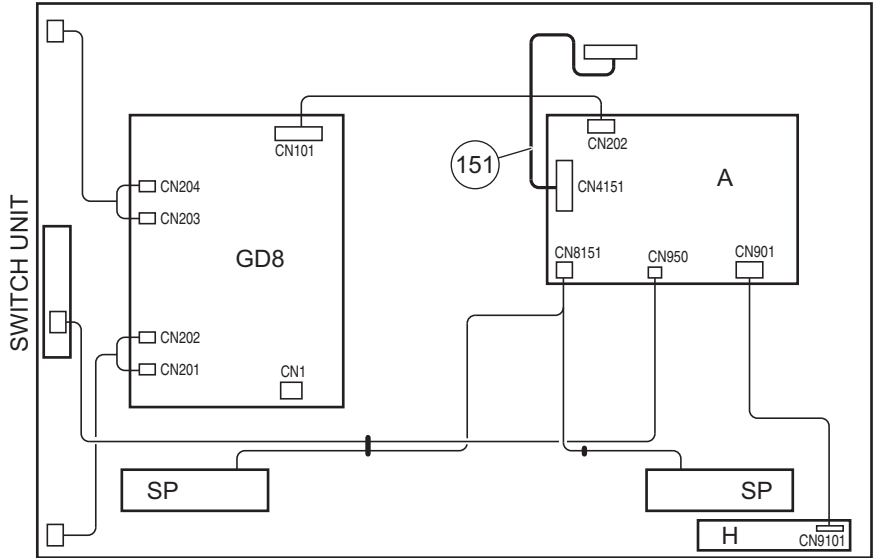 CN101
CN202
151
CN4151
A
CN204
CN203
GD8
CN8151
CN950
CN901
SWITCH UNIT
CN202
CN201
CN1
SP
SP
H
CN9101